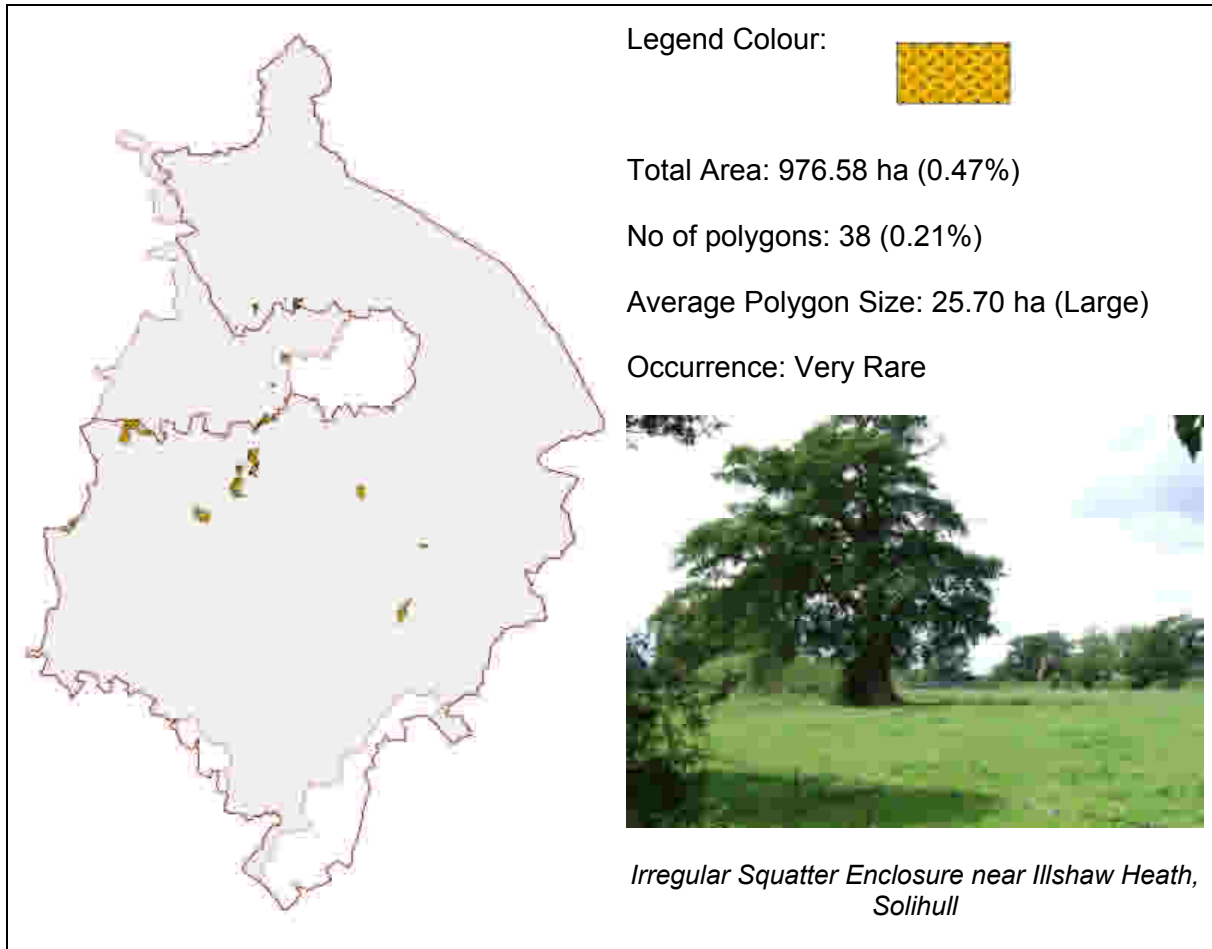 Legend Colour:
Total Area: 976.58 ha (0.47%)
No of polygons: 38 (0.21%)
Average Polygon Size: 25.70 ha (Large)
Occurrence: Very Rare
Irregular Squatter Enclosure near Illshaw Heath,
Solihull